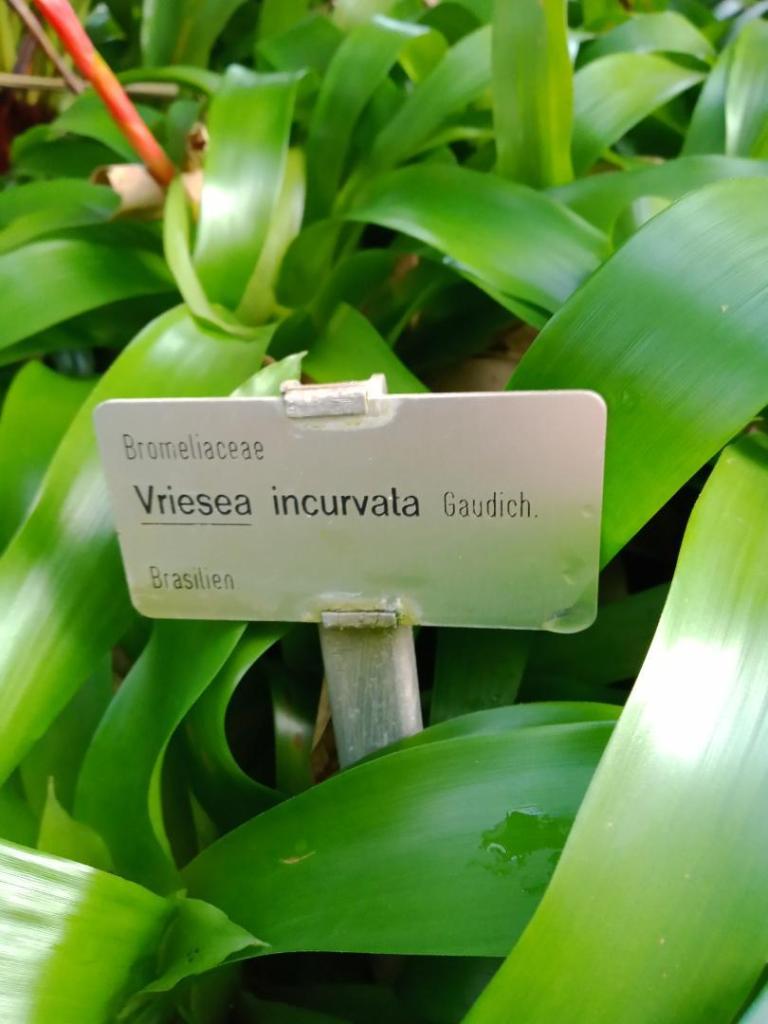 Bromeliaceae
Vriesea incurvata Gaudich.
Brasilien